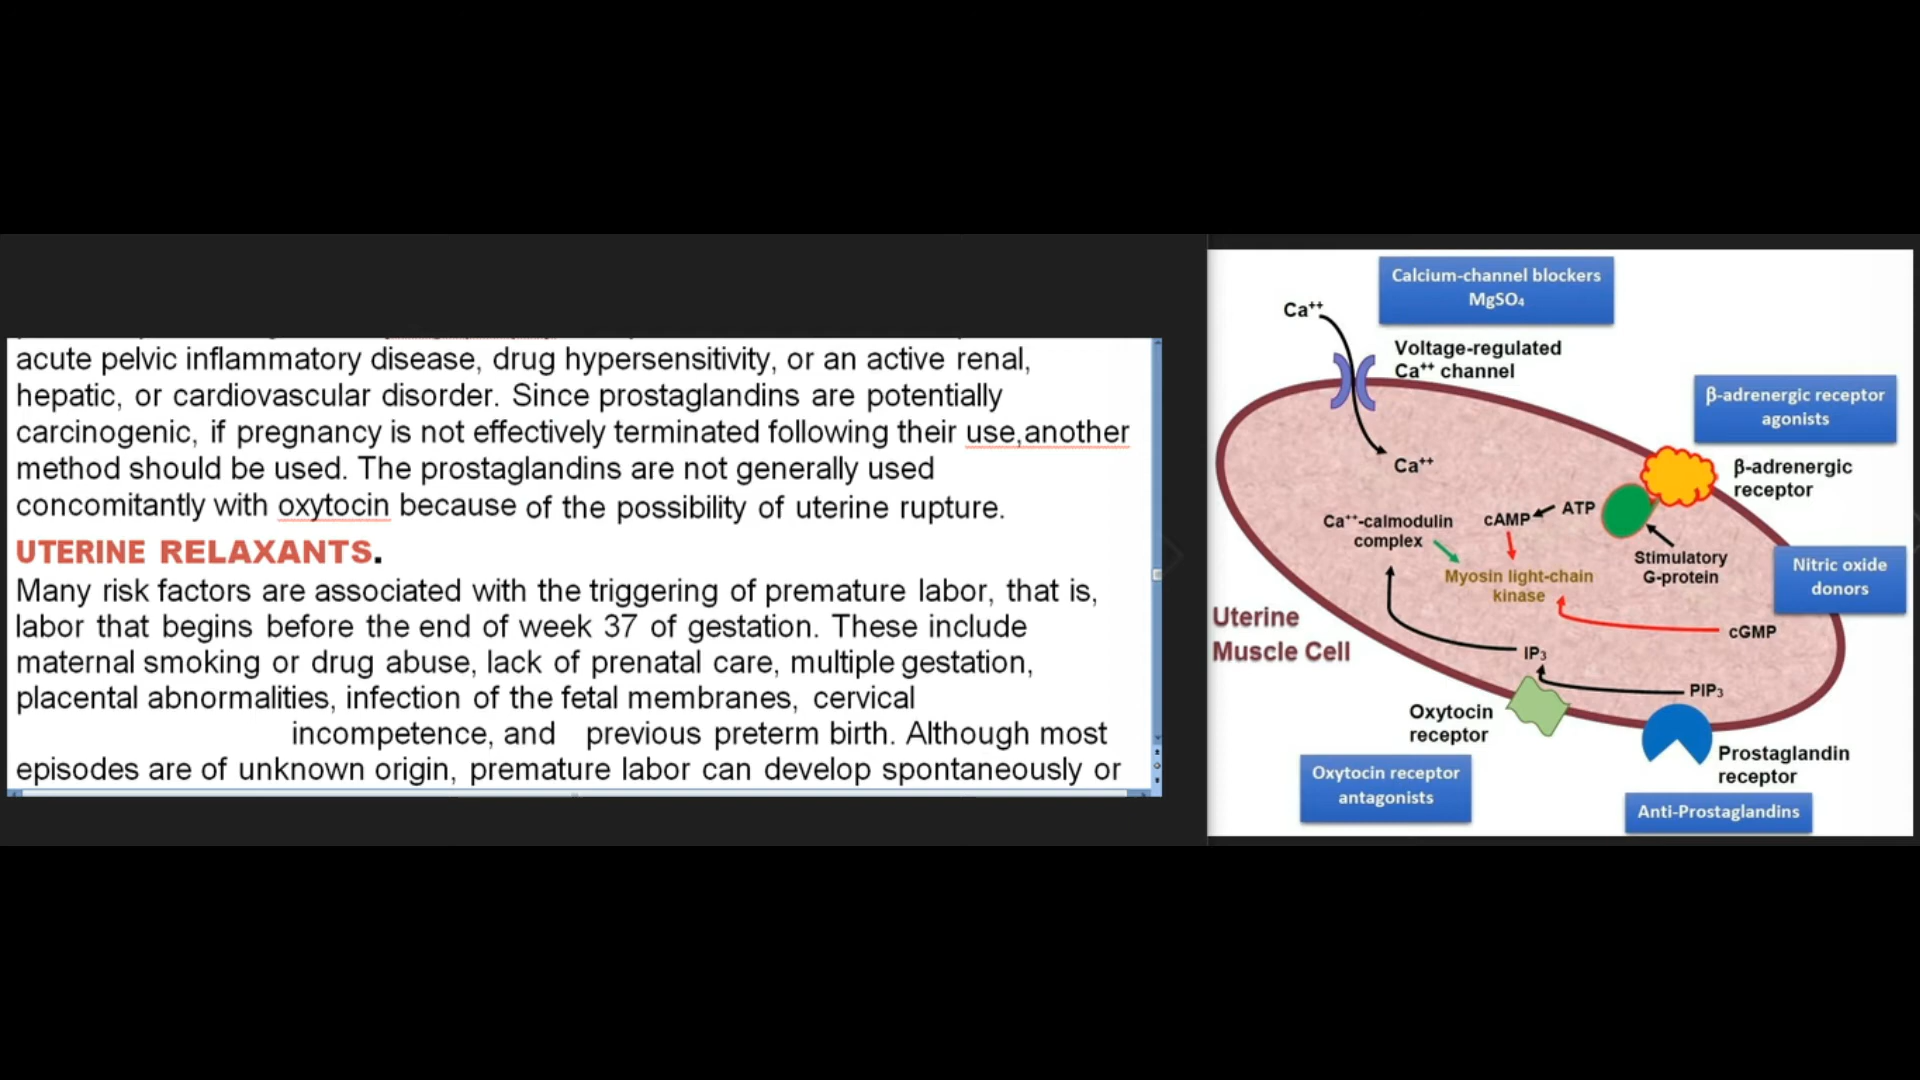 acute pelvic inflammatory disease, drug hypersensitivity, or an active renal,
hepatic, or cardiovascular disorder. Since prostaglandins are potentially
carcinogenic, if pregnancy is not effectively terminated following their use,another
method should be used. The prostaglandins are not generally used
concomitantly with oxytocin because of the possibility of uterine rupture.
UTERINE RELAXANTS.
Many risk factors are associated with the triggering of premature labor, that is,
labor that begins before the end of week 37 of gestation. These include
maternal smoking or drug abuse, lack of prenatal care, multiple gestation,
placental abnormalities, infection of the fetal membranes, cervical
incompetence, and previous preterm birth. Although most
episodes are of unknown origin, premature labor can develop spontaneously or
Calcium-channel blockers
MgSO₄
Ca⁺⁺
Voltage-regulated
Ca⁺⁺ channel
β-adrenergic receptor
agonists
Ca⁺⁺
β-adrenergic
receptor
Ca⁺⁺-calmodulin
complex
cAMP
ATP
Stimulatory
G-protein
Myosin light-chain
kinase
Nitric oxide
donors
Uterine
Muscle Cell
cGMP
IP₃
PIP₃
Oxytocin
receptor
Prostaglandin
receptor
Oxytocin receptor
antagonists
Anti-Prostaglandins